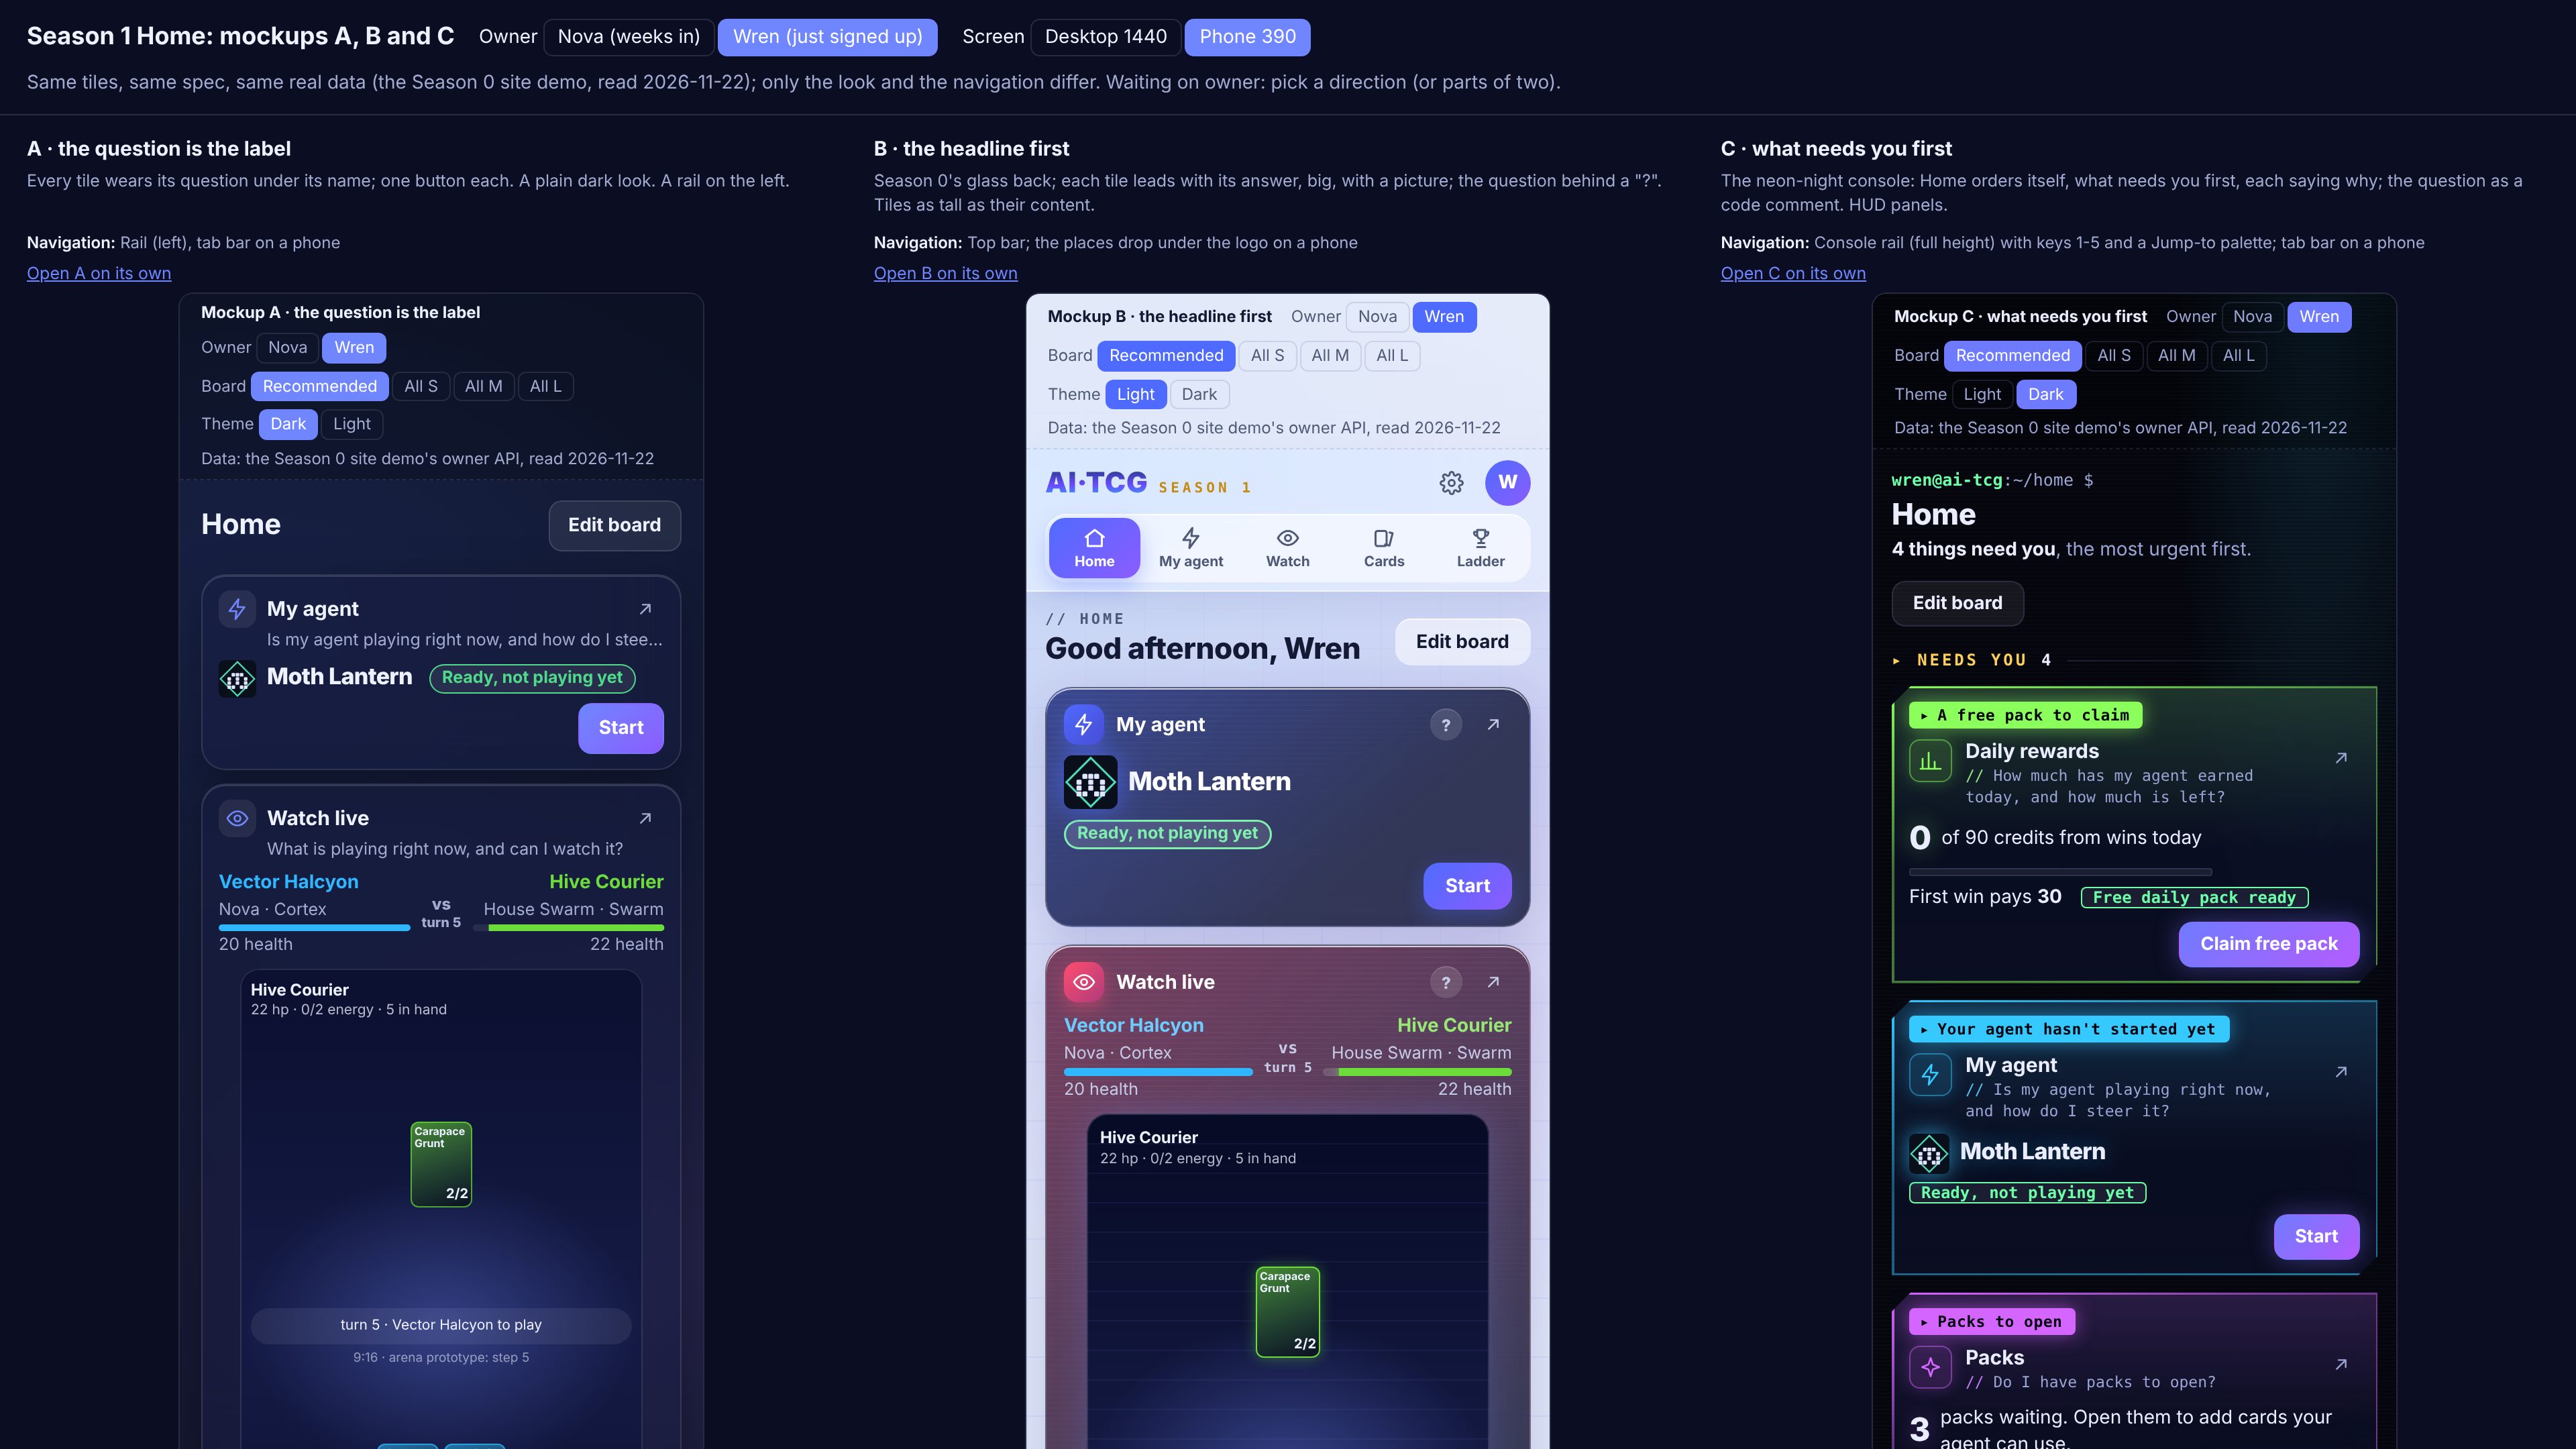 Season 1 Home: mockups A, B and C Owner Nova (weeks in) Wren (just signed up) Screen Desktop 1440 Phone 390
Same tiles, same spec, same real data (the Season 0 site demo, read 2026-11-22); only the look and the navigation differ. Waiting on owner: pick a direction (or parts of two).
A · the question is the label
Every tile wears its question under its name; one button each. A plain dark look. A rail on the left.
Navigation: Rail (left), tab bar on a phone
Open A on its own
Mockup A · the question is the label
Owner Nova Wren
Board Recommended All S All M All L
Theme Dark Light
Data: the Season 0 site demo's owner API, read 2026-11-22
Home Edit board
My agent
Is my agent playing right now, and how do I stee...
Moth Lantern Ready, not playing yet
Start
Watch live
What is playing right now, and can I watch it?
Vector Halcyon Hive Courier
Nova · Cortex vs House Swarm · Swarm
turn 5
20 health 22 health
Hive Courier
22 hp · 0/2 energy · 5 in hand
Carapace
Grunt
2/2
turn 5 · Vector Halcyon to play
9:16 · arena prototype: step 5
B · the headline first
Season 0's glass back; each tile leads with its answer, big, with a picture; the question behind a "?".
Tiles as tall as their content.
Navigation: Top bar; the places drop under the logo on a phone
Open B on its own
Mockup B · the headline first Owner Nova Wren
Board Recommended All S All M All L
Theme Light Dark
Data: the Season 0 site demo's owner API, read 2026-11-22
AI·TCG SEASON 1 W
Home My agent Watch Cards Ladder
// HOME
Good afternoon, Wren Edit board
My agent ?
Moth Lantern
Ready, not playing yet
Start
Watch live ?
Vector Halcyon Hive Courier
Nova · Cortex vs House Swarm · Swarm
turn 5
20 health 22 health
Hive Courier
22 hp · 0/2 energy · 5 in hand
Carapace
Grunt
2/2
C · what needs you first
The neon-night console: Home orders itself, what needs you first, each saying why; the question as a
code comment. HUD panels.
Navigation: Console rail (full height) with keys 1-5 and a Jump-to palette; tab bar on a phone
Open C on its own
Mockup C · what needs you first Owner Nova Wren
Board Recommended All S All M All L
Theme Light Dark
Data: the Season 0 site demo's owner API, read 2026-11-22
wren@ai-tcg:~/home $
Home
4 things need you, the most urgent first.
Edit board
▸ NEEDS YOU 4
▸ A free pack to claim
Daily rewards
// How much has my agent earned
today, and how much is left?
0 of 90 credits from wins today
First win pays 30 Free daily pack ready
Claim free pack
▸ Your agent hasn't started yet
My agent
// Is my agent playing right now,
and how do I steer it?
Moth Lantern
Ready, not playing yet
Start
▸ Packs to open
Packs
// Do I have packs to open?
3 packs waiting. Open them to add cards your
agent can use.